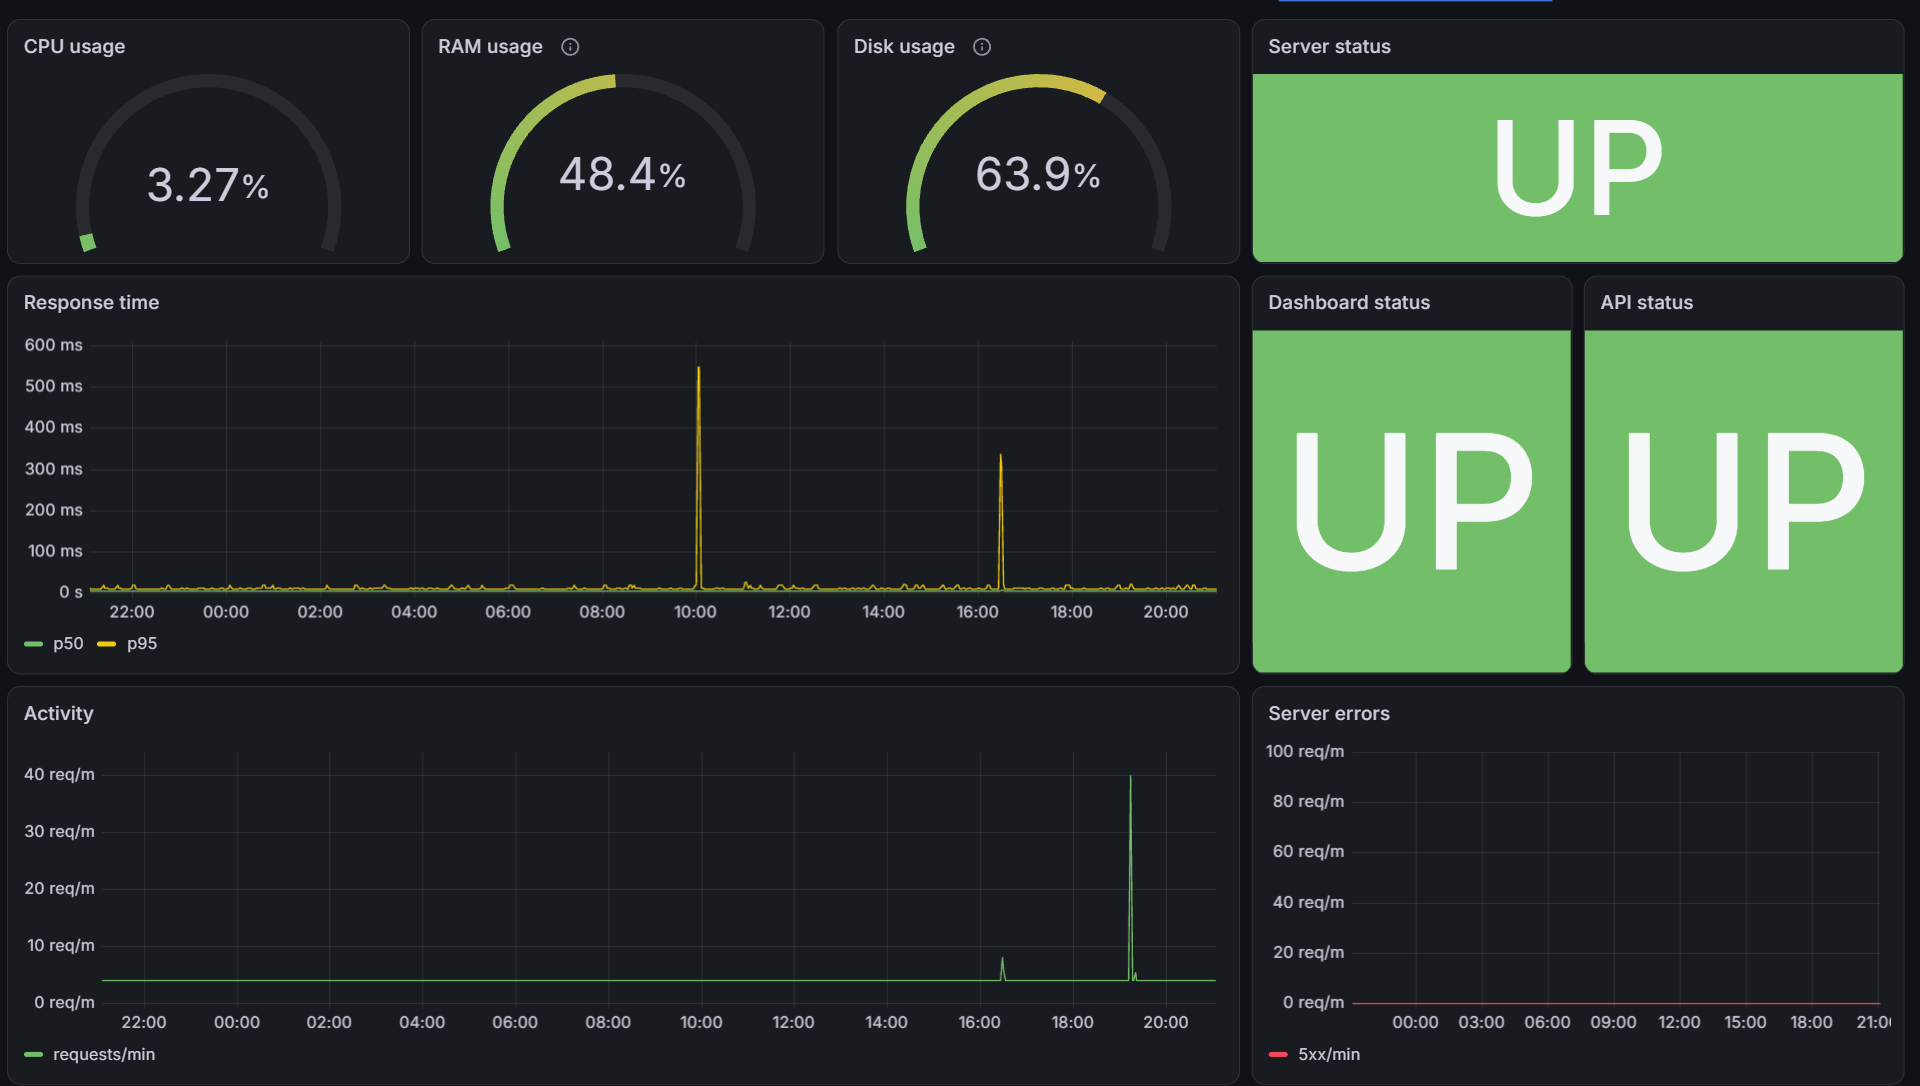 CPU usage
3.27%
RAM usage
48.4%
Disk usage
63.9%
Server status
UP
Response time
600 ms
500 ms
400 ms
300 ms
200 ms
100 ms
0 s
22:00 00:00 02:00 04:00 06:00 08:00 10:00 12:00 14:00 16:00 18:00 20:00
p50 p95
Dashboard status
UP
API status
UP
Activity
40 req/m
30 req/m
20 req/m
10 req/m
0 req/m
22:00 00:00 02:00 04:00 06:00 08:00 10:00 12:00 14:00 16:00 18:00 20:00
requests/min
Server errors
100 req/m
80 req/m
60 req/m
40 req/m
20 req/m
0 req/m
00:00 03:00 06:00 09:00 12:00 15:00 18:00
5xx/min